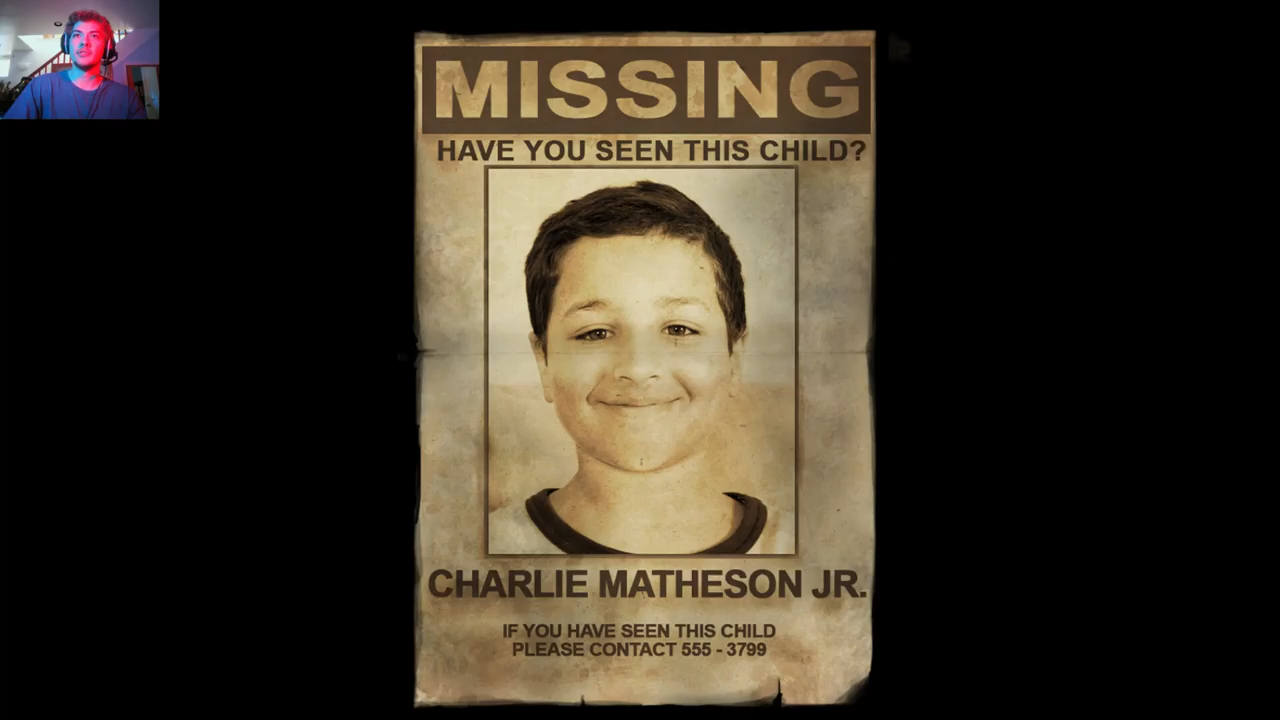 MISSING
HAVE YOU SEEN THIS CHILD?
CHARLIE MATHESON JR.
IF YOU HAVE SEEN THIS CHILD
PLEASE CONTACT 555 - 3799